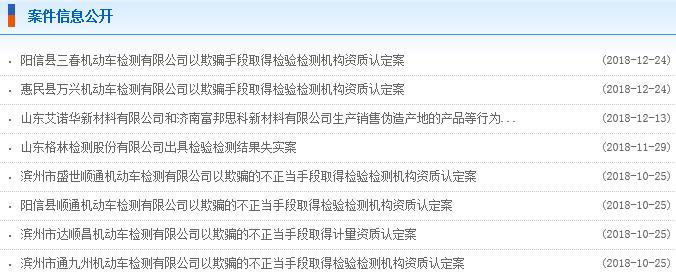 案件信息公开
· 阳信县三春机动车检测有限公司以欺骗手段取得检验检测机构资质认定案 (2018-12-24)
· 惠民县万兴机动车检测有限公司以欺骗手段取得检验检测机构资质认定案 (2018-12-24)
· 山东艾诺华新材料有限公司和济南富邦思科新材料有限公司生产销售伪造产地的产品等行为... (2018-12-13)
· 山东格林检测股份有限公司出具检验检测结果失实案 (2018-11-29)
· 滨州市盛世顺通机动车检测有限公司以欺骗的不正当手段取得检验检测机构资质认定案 (2018-10-25)
· 阳信县顺通机动车检测有限公司以欺骗的不正当手段取得检验检测机构资质认定案 (2018-10-25)
· 滨州市达顺昌机动车检测有限公司以欺骗的不正当手段取得计量资质认定案 (2018-10-25)
· 滨州市通九州机动车检测有限公司以欺骗的不正当手段取得检验检测机构资质认定案 (2018-10-25)